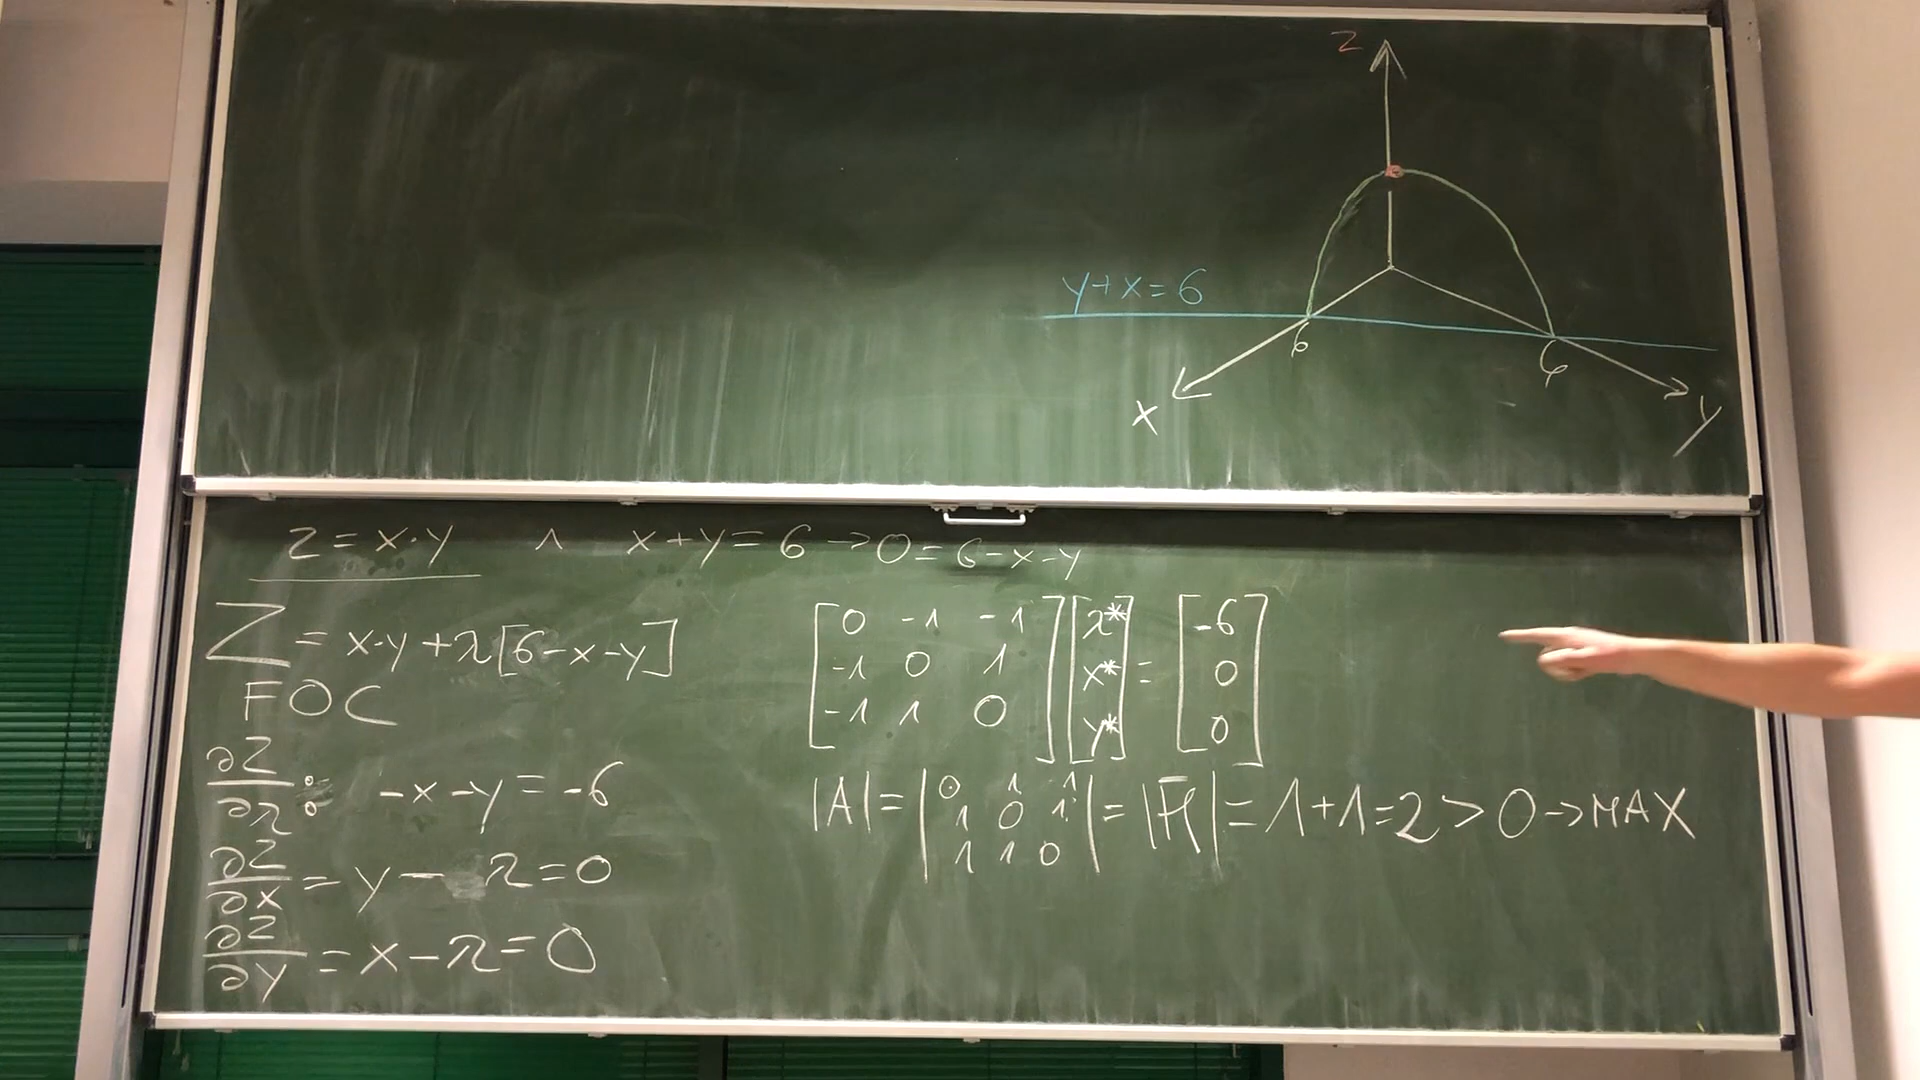 Z
y+x=6
6
6
x
y
z=x·y ∧ x+y=6 → 0=6-x-y
Z = x·y + λ[6-x-y]
FOC
∂Z/∂λ : -x-y=-6
∂Z/∂x = y - λ = 0
∂Z/∂y = x - λ = 0
[0 -1 -1] [λ*] = [-6]
[-1 0 1] [x*] [0]
[-1 1 0] [y*] [0]
|A| = |0 1 1; 1 0 1; 1 1 0| = |H̄| = 1+1=2>0 → MAX